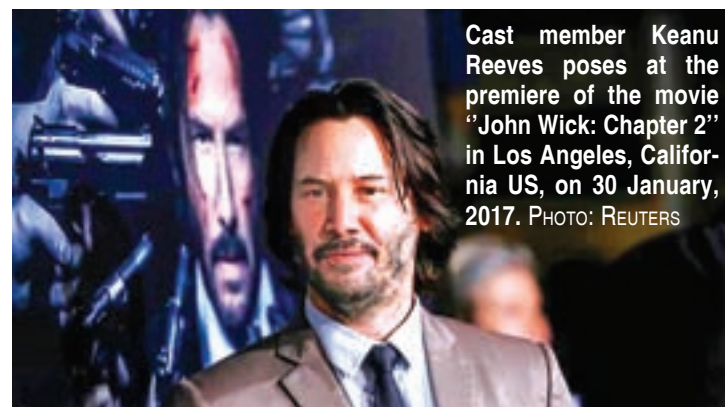 Cast member Keanu
Reeves poses at the
premiere of the movie
‘’John Wick: Chapter 2’’
in Los Angeles, Califor-
nia US, on 30 January,
2017. PHOTO: REUTERS